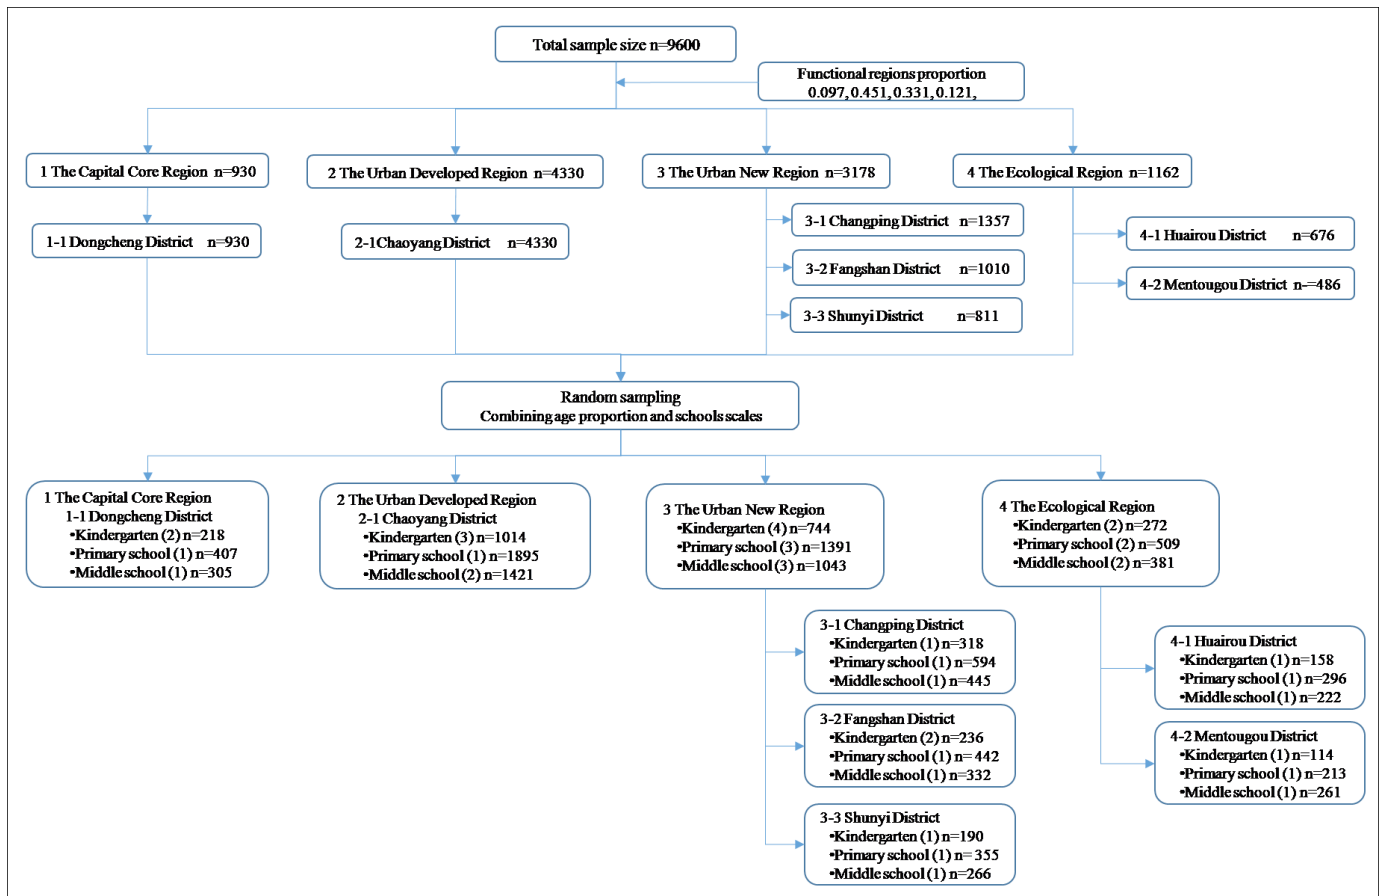 Total sample size n=9600
Functional regions proportion
0.097, 0.451, 0.331, 0.121,
1 The Capital Core Region n=930
2 The Urban Developed Region n=4330
3 The Urban New Region n=3178
4 The Ecological Region n=1162
1-1 Dongcheng District n=930
2-1Chaoyang District n=4330
3-1 Changping District n=1357
3-2 Fangshan District n=1010
3-3 Shunyi District n=811
4-1 Huairou District n=676
4-2 Mentougou District n-=486
Random sampling
Combining age proportion and schools scales
1 The Capital Core Region
1-1 Dongcheng District
•Kindergarten (2) n=218
•Primary school (1) n=407
•Middle school (1) n=305
2 The Urban Developed Region
2-1 Chaoyang District
•Kindergarten (3) n=1014
•Primary school (1) n=1895
•Middle school (2) n=1421
3 The Urban New Region
•Kindergarten (4) n=744
•Primary school (3) n=1391
•Middle school (3) n=1043
4 The Ecological Region
•Kindergarten (2) n=272
•Primary school (2) n=509
•Middle school (2) n=381
3-1 Changping District
•Kindergarten (1) n=318
•Primary school (1) n=594
•Middle school (1) n=445
3-2 Fangshan District
•Kindergarten (2) n=236
•Primary school (1) n= 442
•Middle school (1) n=332
3-3 Shunyi District
•Kindergarten (1) n=190
•Primary school (1) n= 355
•Middle school (1) n=266
4-1 Huairou District
•Kindergarten (1) n=158
•Primary school (1) n=296
•Middle school (1) n=222
4-2 Mentougou District
•Kindergarten (1) n=114
•Primary school (1) n=213
•Middle school (1) n=261